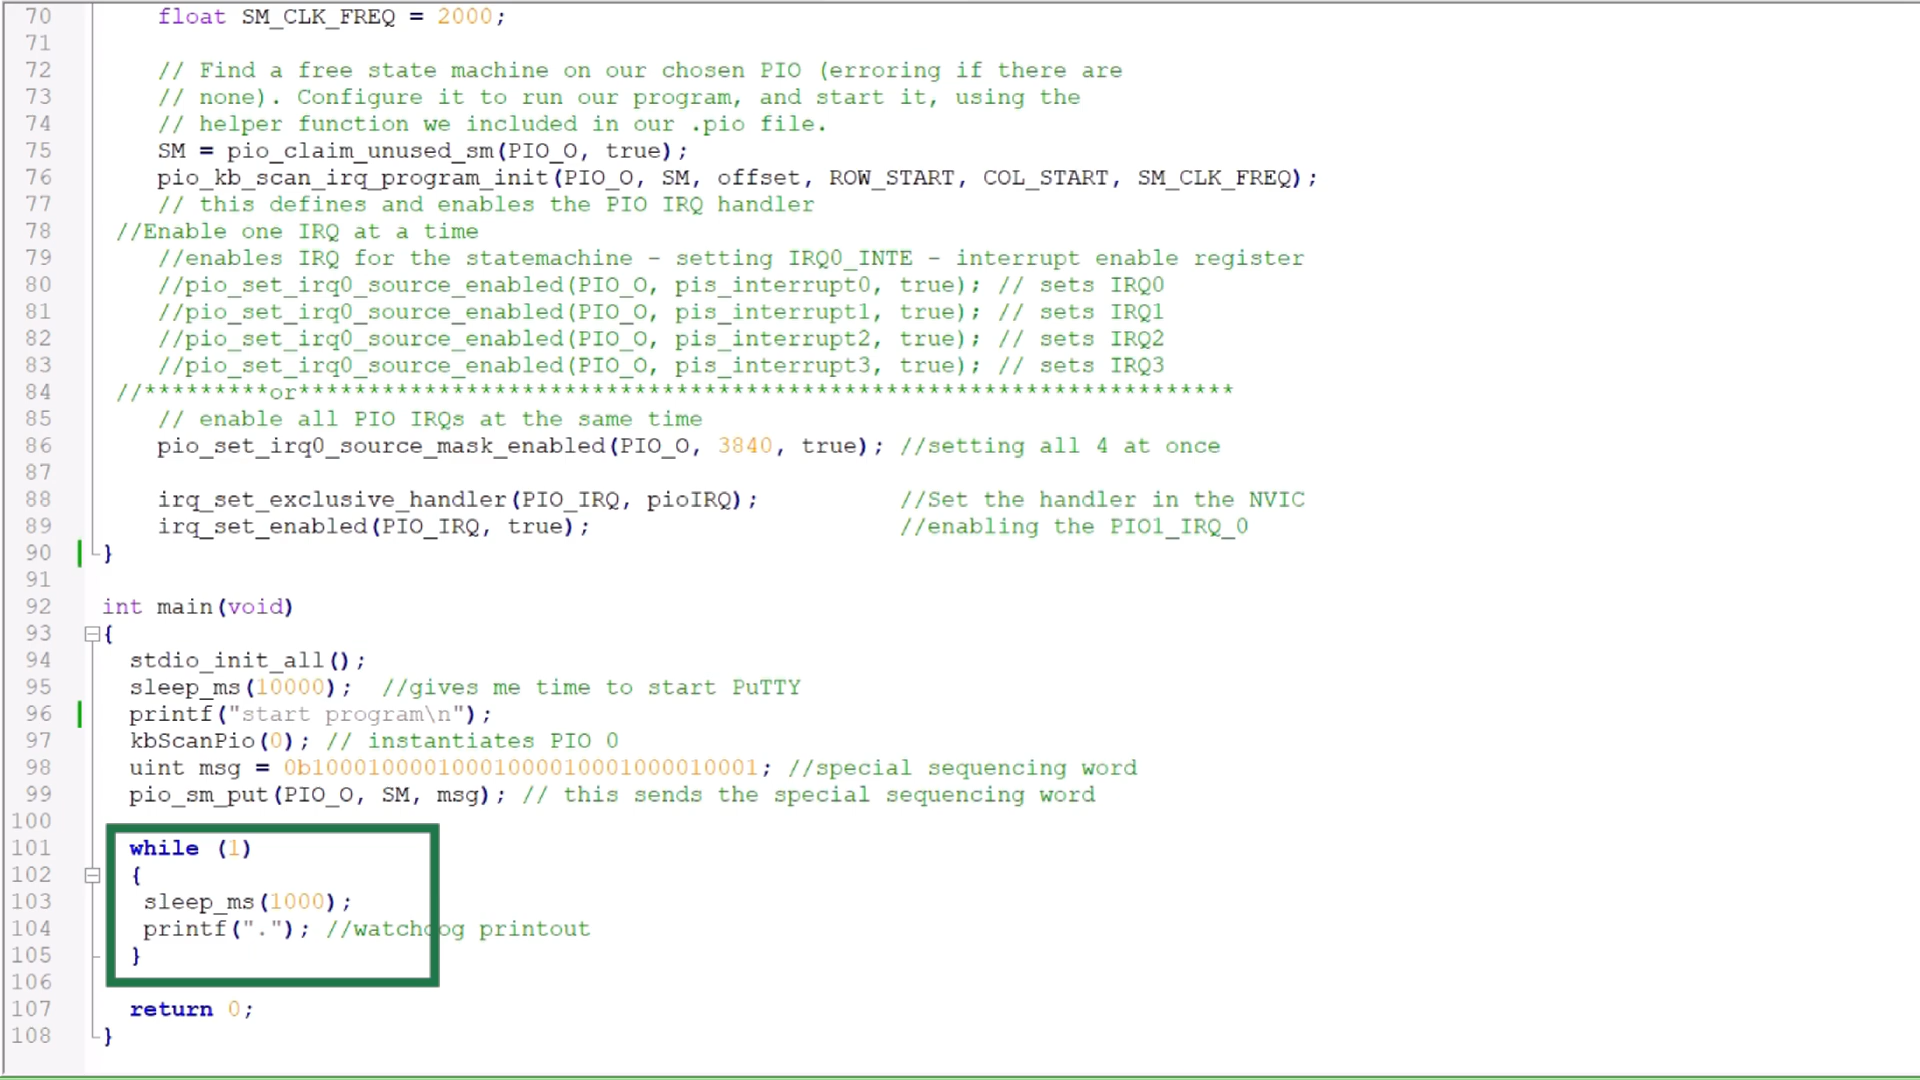 70 float SM_CLK_FREQ = 2000;
71
72 // Find a free state machine on our chosen PIO (erroring if there are
73 // none). Configure it to run our program, and start it, using the
74 // helper function we included in our .pio file.
75 SM = pio_claim_unused_sm(PIO_O, true);
76 pio_kb_scan_irq_program_init(PIO_O, SM, offset, ROW_START, COL_START, SM_CLK_FREQ);
77 // this defines and enables the PIO IRQ handler
78 //Enable one IRQ at a time
79 //enables IRQ for the statemachine - setting IRQ0_INTE - interrupt enable register
80 //pio_set_irq0_source_enabled(PIO_O, pis_interrupt0, true); // sets IRQ0
81 //pio_set_irq0_source_enabled(PIO_O, pis_interrupt1, true); // sets IRQ1
82 //pio_set_irq0_source_enabled(PIO_O, pis_interrupt2, true); // sets IRQ2
83 //pio_set_irq0_source_enabled(PIO_O, pis_interrupt3, true); // sets IRQ3
84 //*********or********************************************************************
85 // enable all PIO IRQs at the same time
86 pio_set_irq0_source_mask_enabled(PIO_O, 3840, true); //setting all 4 at once
87
88 irq_set_exclusive_handler(PIO_IRQ, pioIRQ); //Set the handler in the NVIC
89 irq_set_enabled(PIO_IRQ, true); //enabling the PIO1_IRQ_0
90 }
91
92 int main(void)
93 {
94 stdio_init_all();
95 sleep_ms(10000); //gives me time to start PuTTY
96 printf("start program\n");
97 kbScanPio(0); // instantiates PIO 0
98 uint msg = 0b10001000010001000010001000010001; //special sequencing word
99 pio_sm_put(PIO_O, SM, msg); // this sends the special sequencing word
100
101 while (1)
102 {
103 sleep_ms(1000);
104 printf("."); //watchdog printout
105 }
106
107 return 0;
108 }